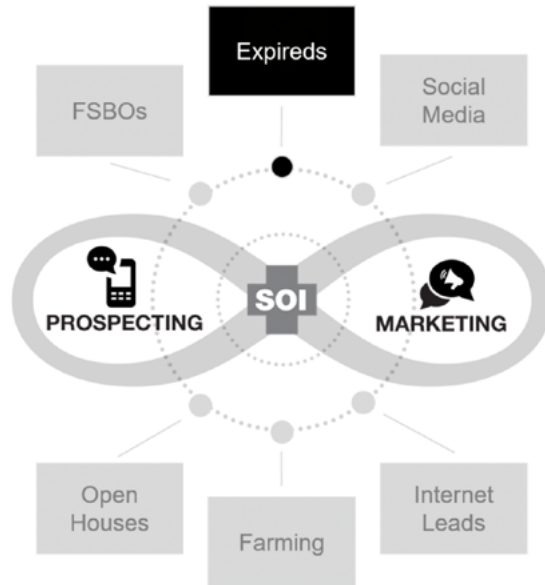 Expireds
FSBOs
Social
Media
SOI
PROSPECTING
MARKETING
Open
Houses
Farming
Internet
Leads